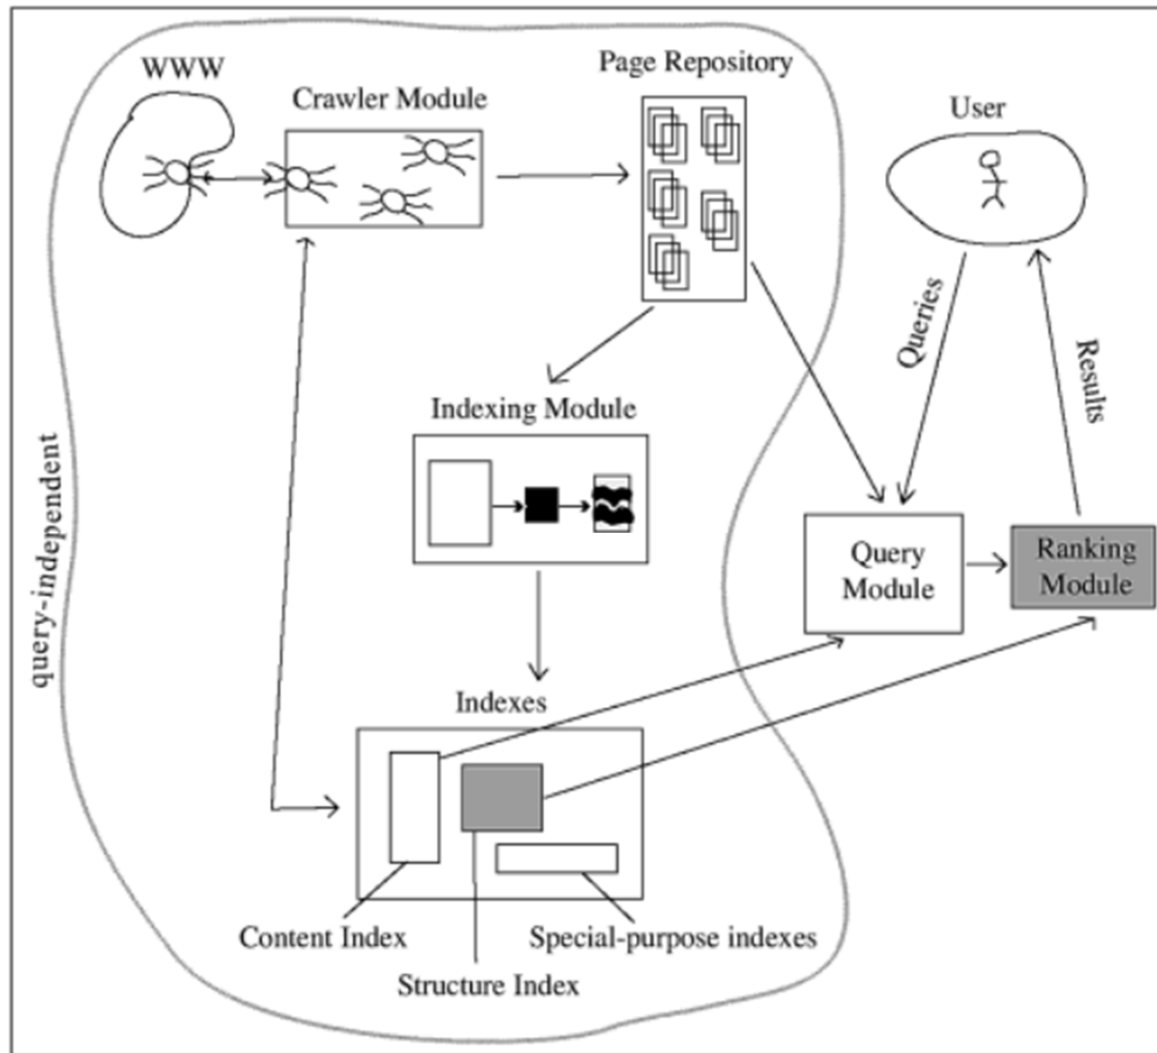 WWW
Crawler Module
Page Repository
User
Queries
Results
Indexing Module
query-independent
Query
Module
Ranking
Module
Indexes
Content Index
Special-purpose indexes
Structure Index